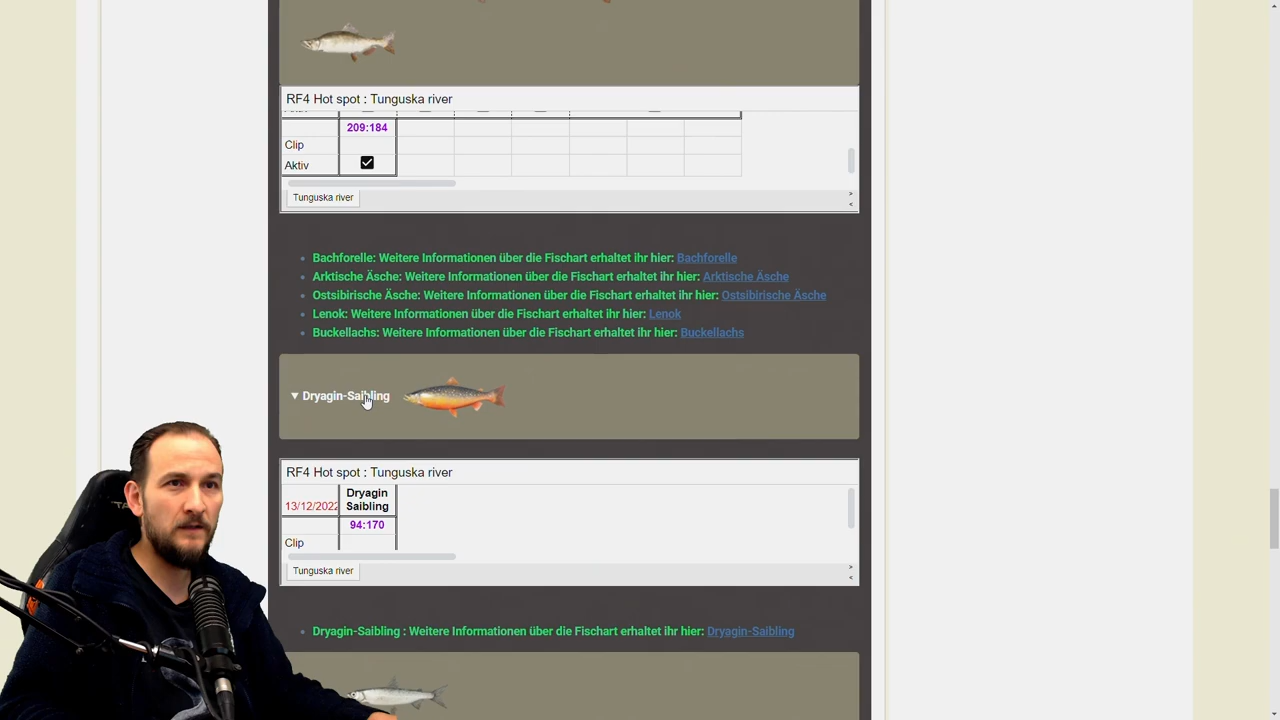 RF4 Hot spot : Tunguska river
209:184
Clip
Aktiv
Tunguska river
Bachforelle: Weitere Informationen über die Fischart erhaltet ihr hier: Bachforelle
Arktische Äsche: Weitere Informationen über die Fischart erhaltet ihr hier: Arktische Äsche
Ostsibirische Äsche: Weitere Informationen über die Fischart erhaltet ihr hier: Ostsibirische Äsche
Lenok: Weitere Informationen über die Fischart erhaltet ihr hier: Lenok
Buckellachs: Weitere Informationen über die Fischart erhaltet ihr hier: Buckellachs
Dryagin-Saibling
RF4 Hot spot : Tunguska river
Dryagin
13/12/2022 Saibling
94:170
Clip
Tunguska river
Dryagin-Saibling : Weitere Informationen über die Fischart erhaltet ihr hier: Dryagin-Saibling